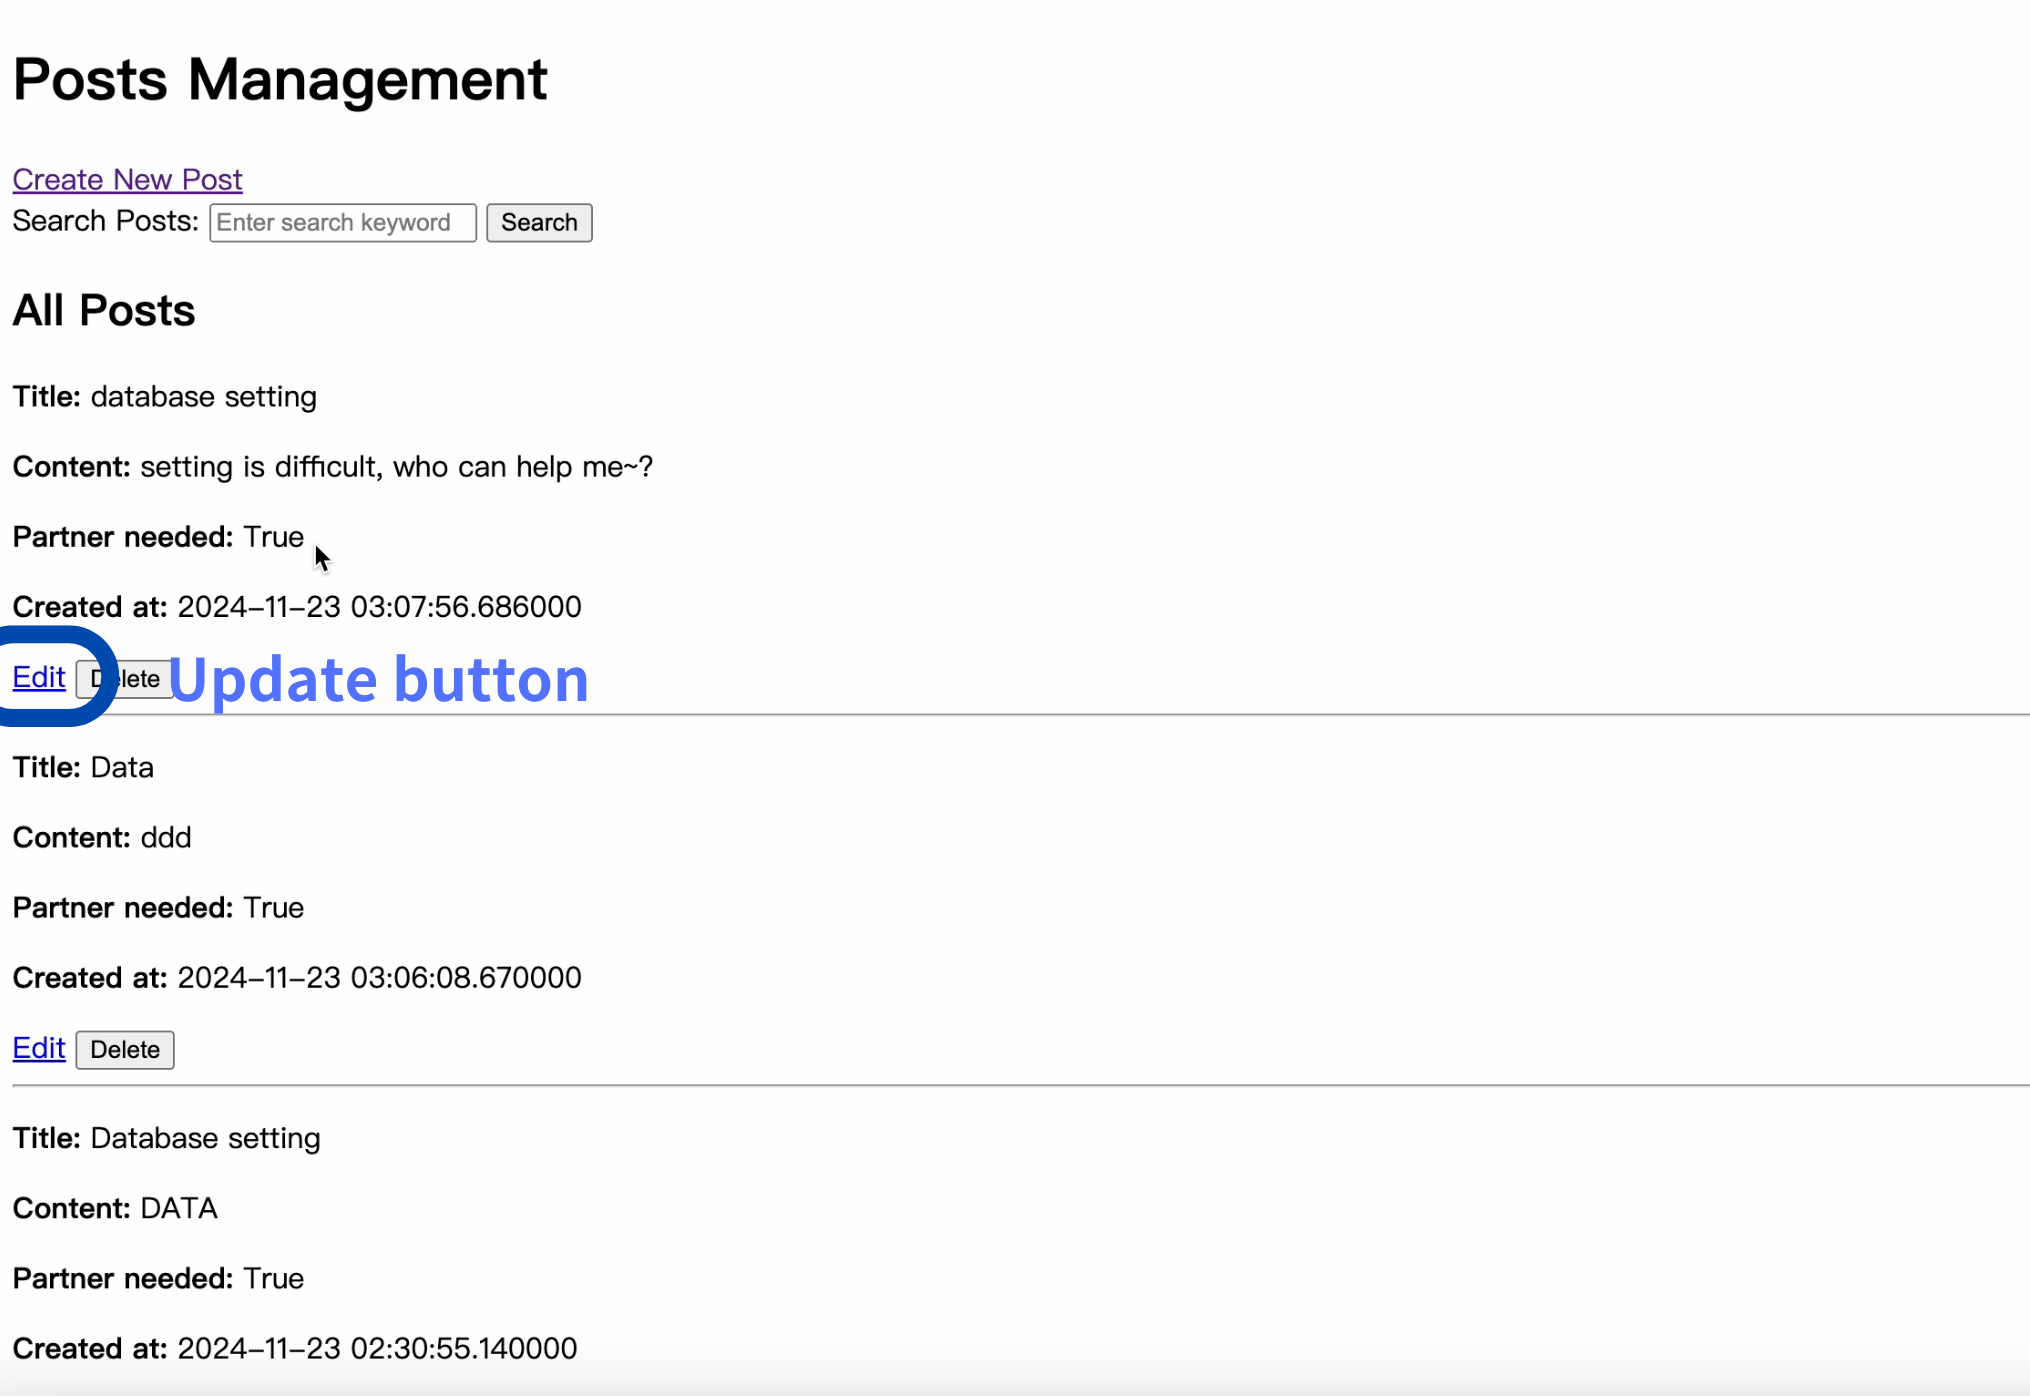 Posts Management
Create New Post
Search Posts: Enter search keyword Search
All Posts
Title: database setting
Content: setting is difficult, who can help me~?
Partner needed: True
Created at: 2024-11-23 03:07:56.686000
Edit Delete Update button
Title: Data
Content: ddd
Partner needed: True
Created at: 2024-11-23 03:06:08.670000
Edit Delete
Title: Database setting
Content: DATA
Partner needed: True
Created at: 2024-11-23 02:30:55.140000